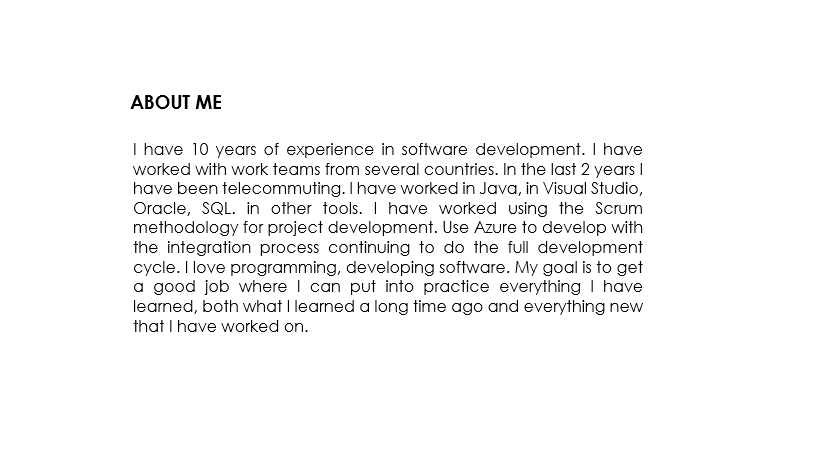 ABOUT ME
I have 10 years of experience in software development. I have
worked with work teams from several countries. In the last 2 years I
have been telecommuting. I have worked in Java, in Visual Studio,
Oracle, SQL. in other tools. I have worked using the Scrum
methodology for project development. Use Azure to develop with
the integration process continuing to do the full development
cycle. I love programming, developing software. My goal is to get
a good job where I can put into practice everything I have
learned, both what I learned a long time ago and everything new
that I have worked on.